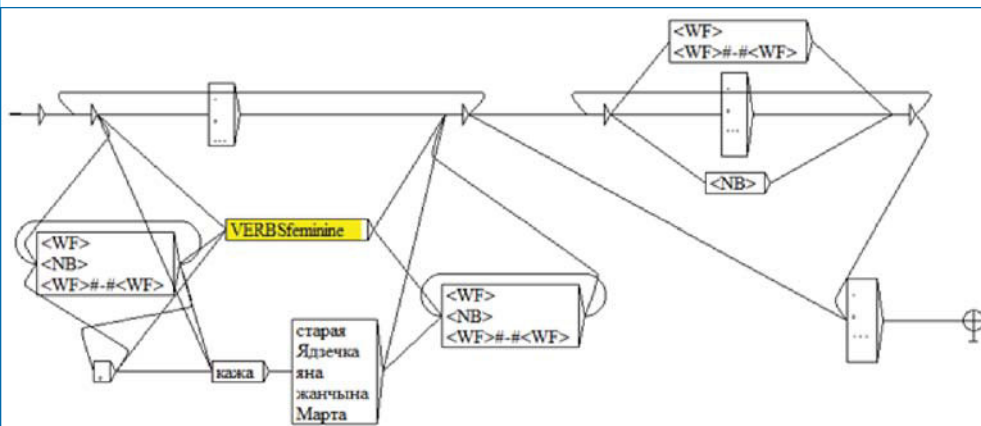 <WF>
<WF>#-#<WF>
.
...
.
...
<NB>
VERBSfeminine
<WF>
<NB>
<WF>#-#<WF>
<WF>
<NB>
<WF>#-#<WF>
.
...
,
кажа
старая
Ядзечка
яна
жанчына
Марта